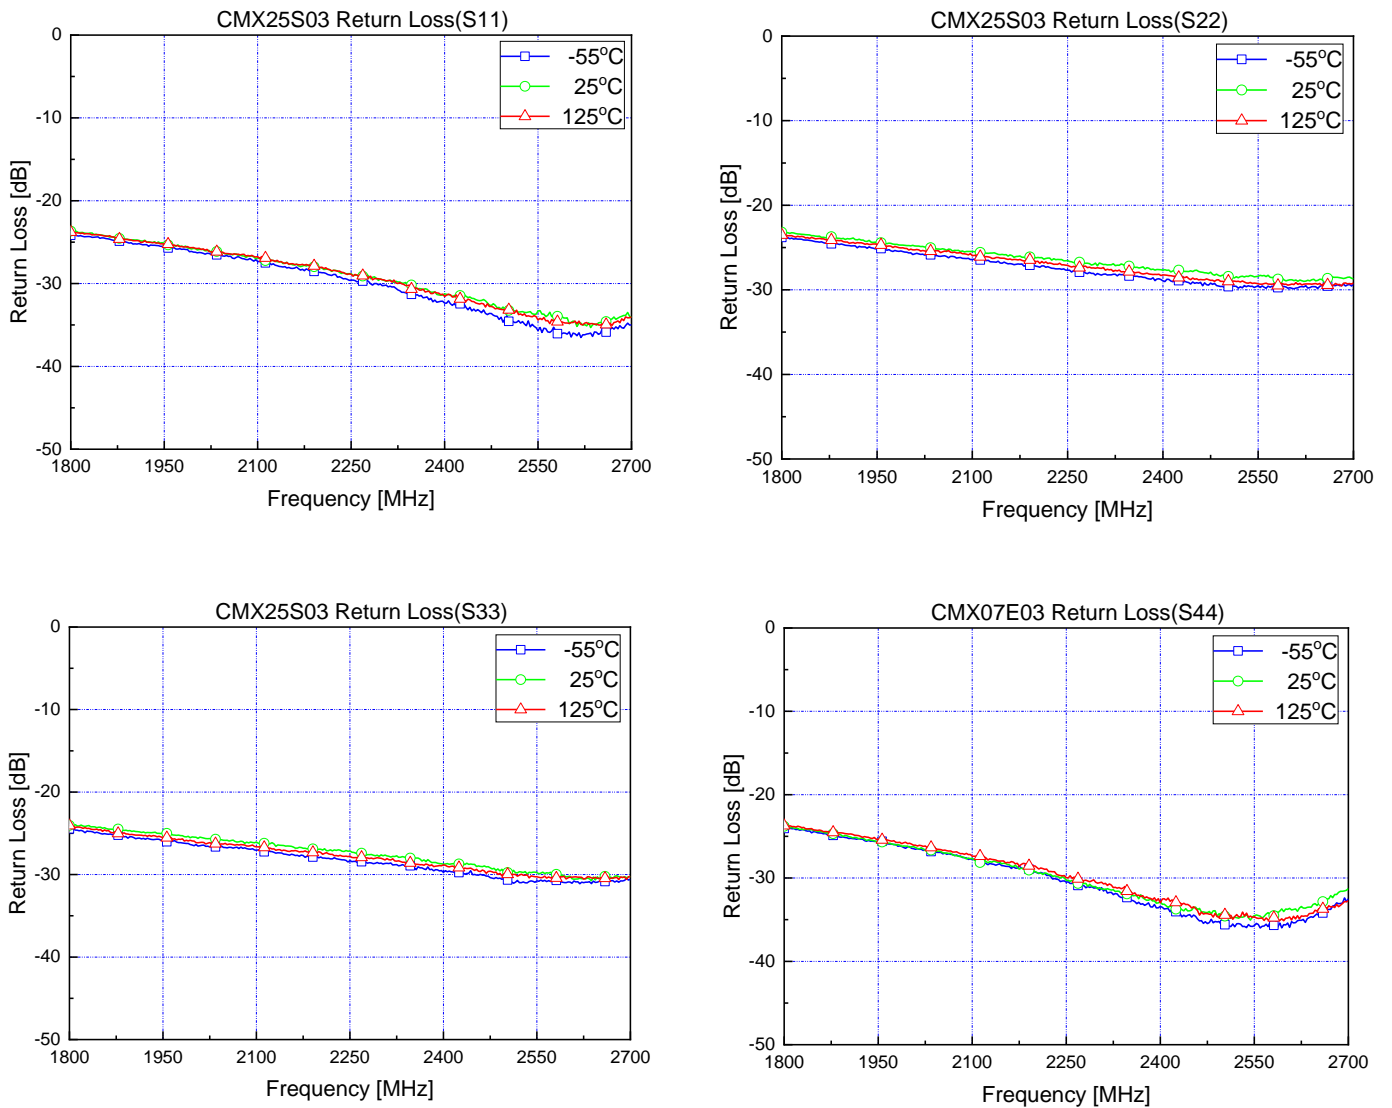 CMX25S03 Return Loss(S11)
Return Loss [dB]
0
-10
-20
-30
-40
-50
-55°C
25°C
125°C
1800 1950 2100 2250 2400 2550 2700
Frequency [MHz]
CMX25S03 Return Loss(S22)
Return Loss [dB]
0
-10
-20
-30
-40
-50
-55°C
25°C
125°C
1800 1950 2100 2250 2400 2550 2700
Frequency [MHz]
CMX25S03 Return Loss(S33)
Return Loss [dB]
0
-10
-20
-30
-40
-50
-55°C
25°C
125°C
1800 1950 2100 2250 2400 2550 2700
Frequency [MHz]
CMX07E03 Return Loss(S44)
Return Loss [dB]
0
-10
-20
-30
-40
-50
-55°C
25°C
125°C
1800 1950 2100 2250 2400 2550 2700
Frequency [MHz]